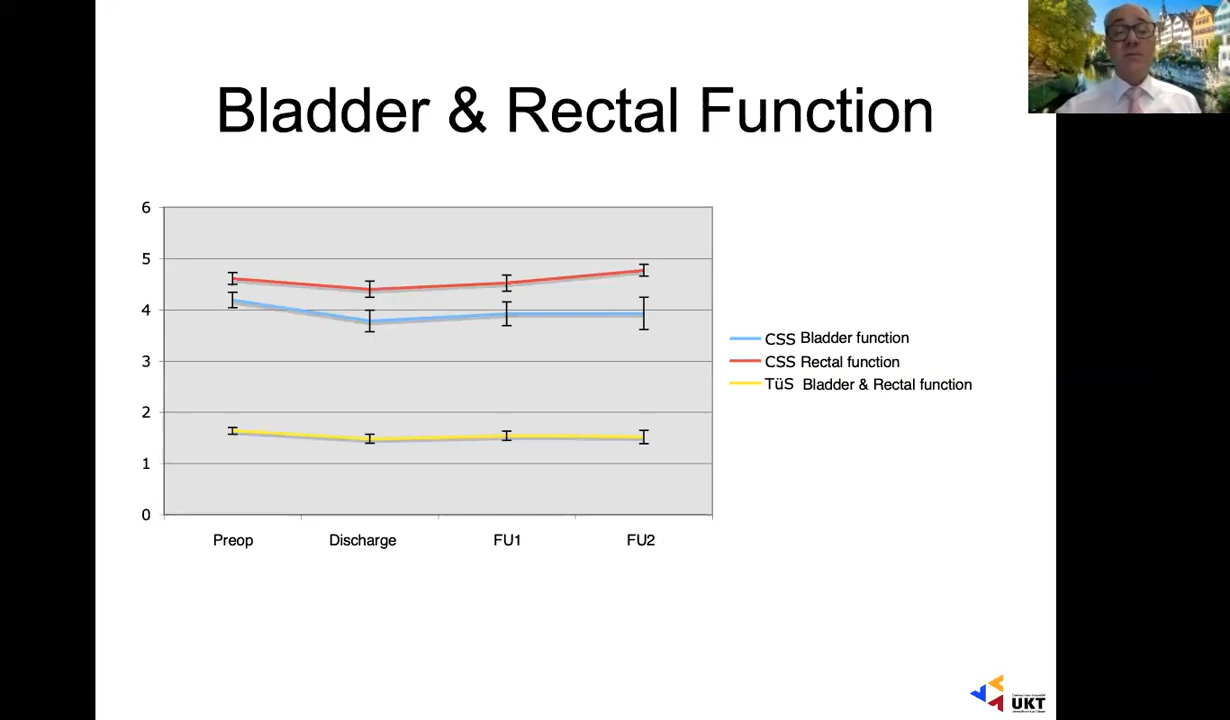 Bladder & Rectal Function
6
5
4
3
2
1
0
Preop
Discharge
FU1
FU2
CSS Bladder function
CSS Rectal function
TüS Bladder & Rectal function
UKT